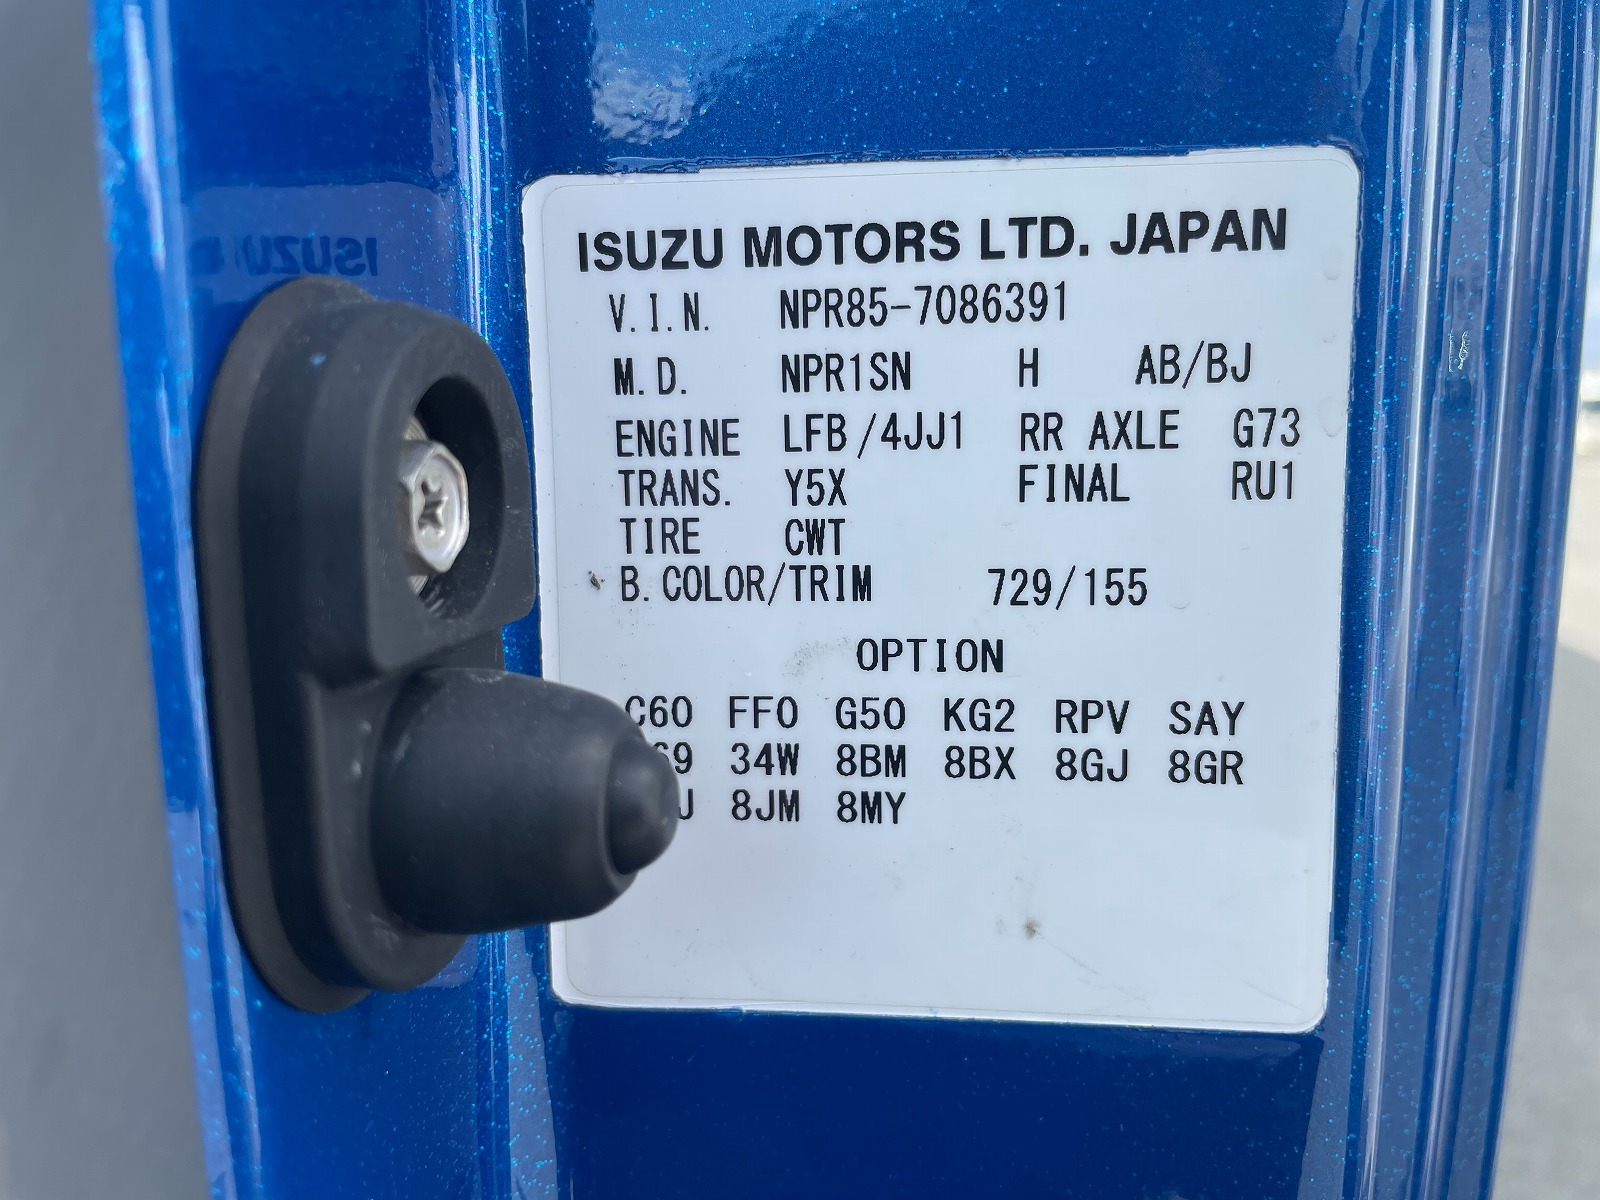 ISUZU MOTORS LTD. JAPAN
V.I.N. NPR85-7086391
M.D. NPR1SN H AB/BJ
ENGINE LFB/4JJ1 RR AXLE G73
TRANS. Y5X FINAL RU1
TIRE CWT
B.COLOR/TRIM 729/155
OPTION
C60 FF0 G50 KG2 RPV SAY
34W 8BM 8BX 8GJ 8GR
8JM 8MY